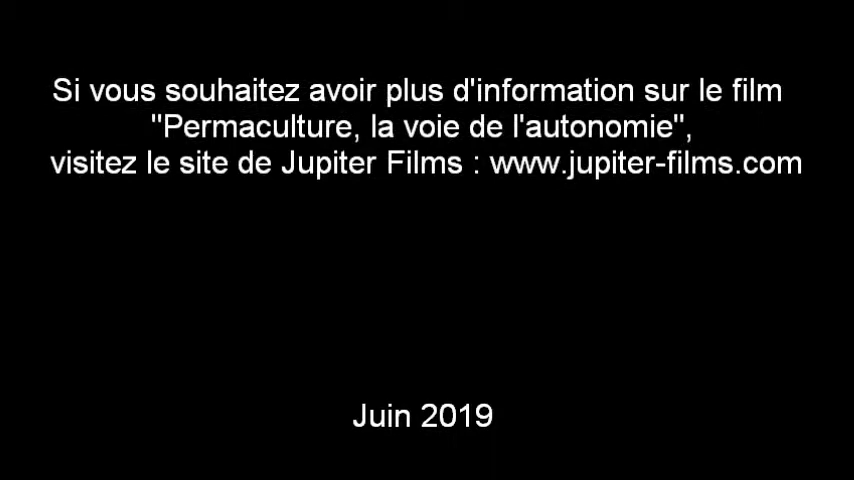 Si vous souhaitez avoir plus d'information sur le film
"Permaculture, la voie de l'autonomie",
visitez le site de Jupiter Films : www.jupiter-films.com
Juin 2019